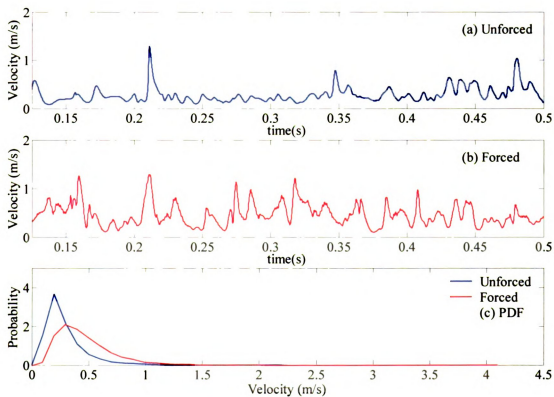 2
(a) Unforced
1
0
Velocity (m/s)
0.15 0.2 0.25 0.3 0.35 0.4 0.45 0.5
time(s)
2
(b) Forced
1
0
Velocity (m/s)
0.15 0.2 0.25 0.3 0.35 0.4 0.45 0.5
time(s)
4
2
0
Probability
Unforced
Forced
(c) PDF
0 0.5 1 1.5 2 2.5 3 3.5 4 4.5
Velocity (m/s)